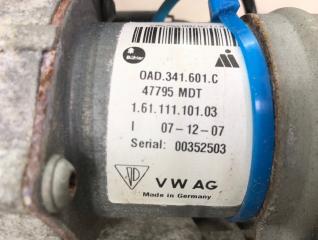 Bühler
OAD.341.601.C
47795 MDT
1.61.111.101.03
I 07-12-07
Serial: 00352503
VW AG
Made in Germany